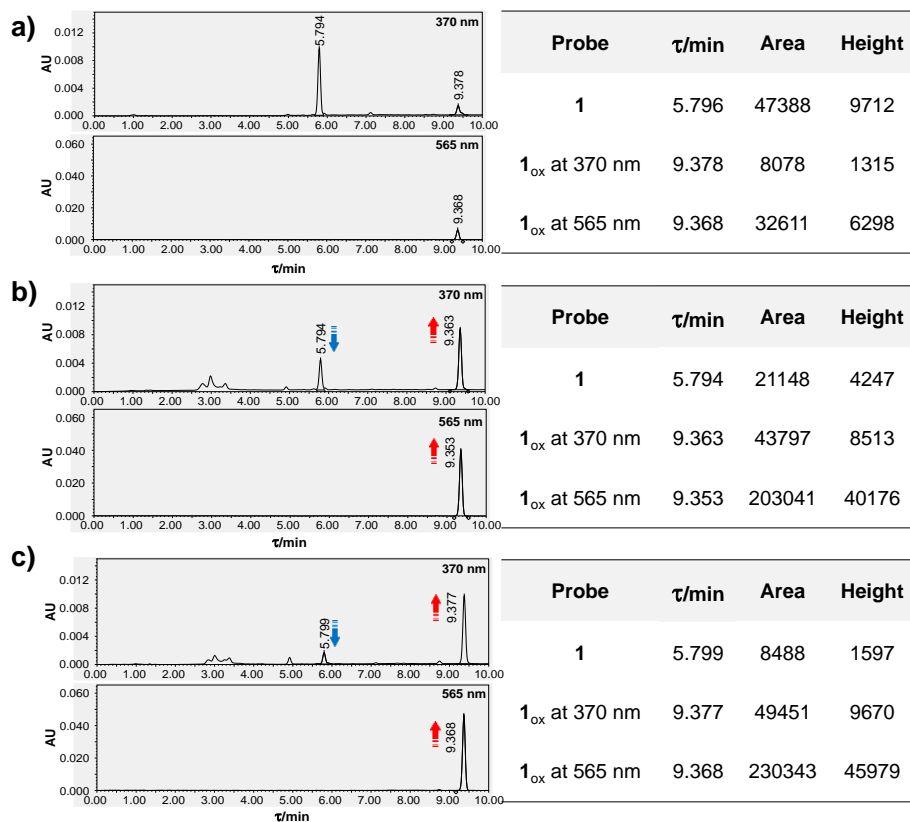 a)
370 nm
AU
0.012
0.008
0.004
0.000
5.794
9.378
0.00 1.00 2.00 3.00 4.00 5.00 6.00 7.00 8.00 9.00 10.00
565 nm
AU
0.060
0.040
0.020
0.000
9.368
0.00 1.00 2.00 3.00 4.00 5.00 6.00 7.00 8.00 9.00 10.00
τ/min
Probe τ/min Area Height
1 5.796 47388 9712
1ox at 370 nm 9.378 8078 1315
1ox at 565 nm 9.368 32611 6298
b)
370 nm
AU
0.012
0.008
0.004
0.000
5.794
9.363
0.00 1.00 2.00 3.00 4.00 5.00 6.00 7.00 8.00 9.00 10.00
565 nm
AU
0.060
0.040
0.020
0.000
9.353
0.00 1.00 2.00 3.00 4.00 5.00 6.00 7.00 8.00 9.00 10.00
τ/min
Probe τ/min Area Height
1 5.794 21148 4247
1ox at 370 nm 9.363 43797 8513
1ox at 565 nm 9.353 203041 40176
c)
370 nm
AU
0.012
0.008
0.004
0.000
5.799
9.377
0.00 1.00 2.00 3.00 4.00 5.00 6.00 7.00 8.00 9.00 10.00
565 nm
AU
0.060
0.040
0.020
0.000
9.368
0.00 1.00 2.00 3.00 4.00 5.00 6.00 7.00 8.00 9.00 10.00
τ/min
Probe τ/min Area Height
1 5.799 8488 1597
1ox at 370 nm 9.377 49451 9670
1ox at 565 nm 9.368 230343 45979